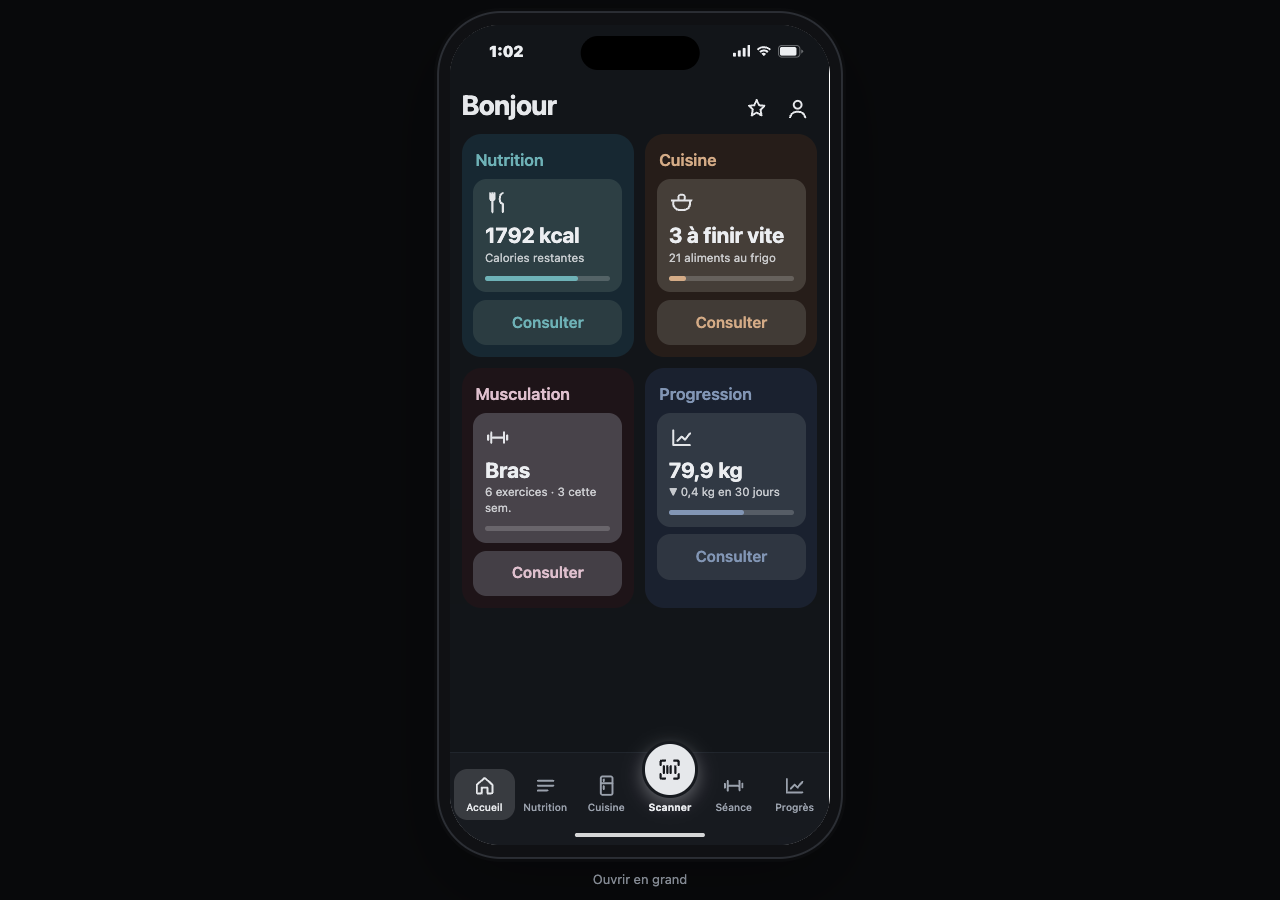 1:02
Bonjour
Nutrition
1792 kcal
Calories restantes
Consulter
Cuisine
3 à finir vite
21 aliments au frigo
Consulter
Musculation
Bras
6 exercices · 3 cette
sem.
Consulter
Progression
79,9 kg
▼ 0,4 kg en 30 jours
Consulter
Accueil
Nutrition
Cuisine
Scanner
Séance
Progrès
Ouvrir en grand